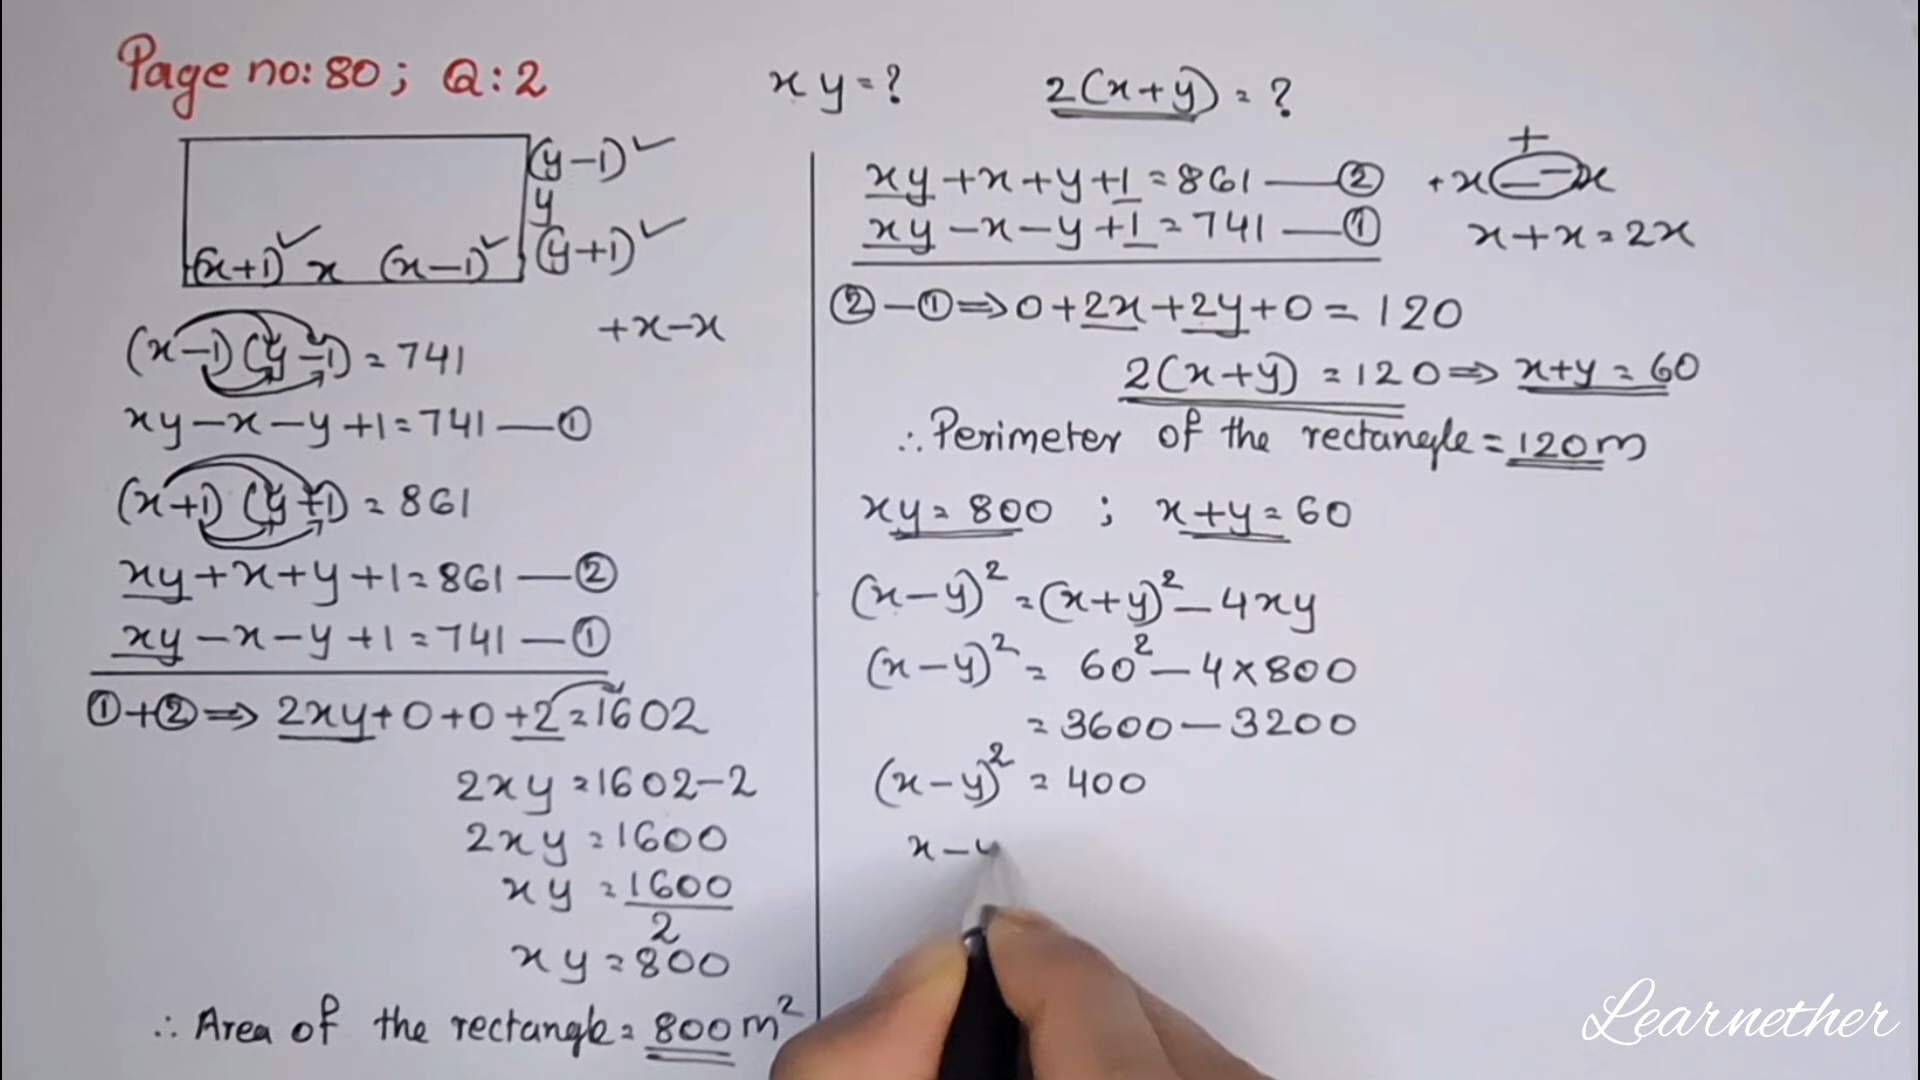 Page no: 80 ; Q : 2
xy = ?
2(x+y) = ?
(y-1) ✓
y
(y+1) ✓
(x+1) ✓ x (x-1) ✓
+x-x
(x-1)(y-1) = 741
xy-x-y+1 = 741 — ①
(x+1)(y+1) = 861
xy+x+y+1 = 861 — ②
xy-x-y+1 = 741 — ①
①+② ⇒ 2xy+0+0+2 = 1602
2xy = 1602-2
2xy = 1600
xy = 1600/2
xy = 800
∴ Area of the rectangle = 800 m²
xy+x+y+1 = 861 — ②
xy-x-y+1 = 741 — ①
+
+x - -x
x+x = 2x
②-① ⇒ 0+2x+2y+0 = 120
2(x+y) = 120 ⇒ x+y = 60
∴ Perimeter of the rectangle = 120m
xy = 800 ; x+y = 60
(x-y)² = (x+y)² - 4xy
(x-y)² = 60² - 4×800
= 3600 - 3200
(x-y)² = 400
x-y
Learnether